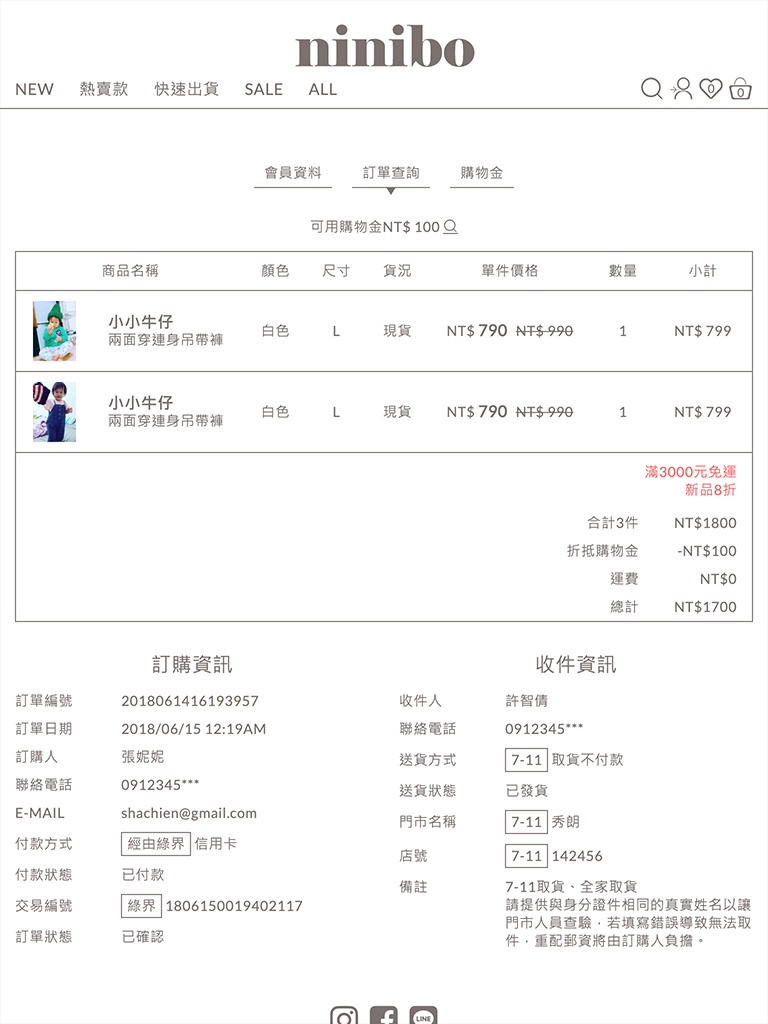 ninibo
NEW 熱賣款 快速出貨 SALE ALL 0 0
會員資料 訂單查詢 購物金
可用購物金NT$ 100
商品名稱 顏色 尺寸 貨況 單件價格 數量 小計
小小牛仔
兩面穿連身吊帶褲 白色 L 現貨 NT$ 790 NT$ 990 1 NT$ 799
小小牛仔
兩面穿連身吊帶褲 白色 L 現貨 NT$ 790 NT$ 990 1 NT$ 799
滿3000元免運
新品8折
合計3件 NT$1800
折抵購物金 -NT$100
運費 NT$0
總計 NT$1700
訂購資訊
訂單編號 2018061416193957
訂單日期 2018/06/15 12:19AM
訂購人 張妮妮
聯絡電話 0912345***
E-MAIL shachien@gmail.com
付款方式 經由綠界 信用卡
付款狀態 已付款
交易編號 綠界 1806150019402117
訂單狀態 已確認
收件資訊
收件人 許智倩
聯絡電話 0912345***
送貨方式 7-11 取貨不付款
送貨狀態 已發貨
門市名稱 7-11 秀朗
店號 7-11 142456
備註 7-11取貨、全家取貨
請提供與身分證件相同的真實姓名以讓
門市人員查驗，若填寫錯誤導致無法取
件，重配郵資將由訂購人負擔。
LINE